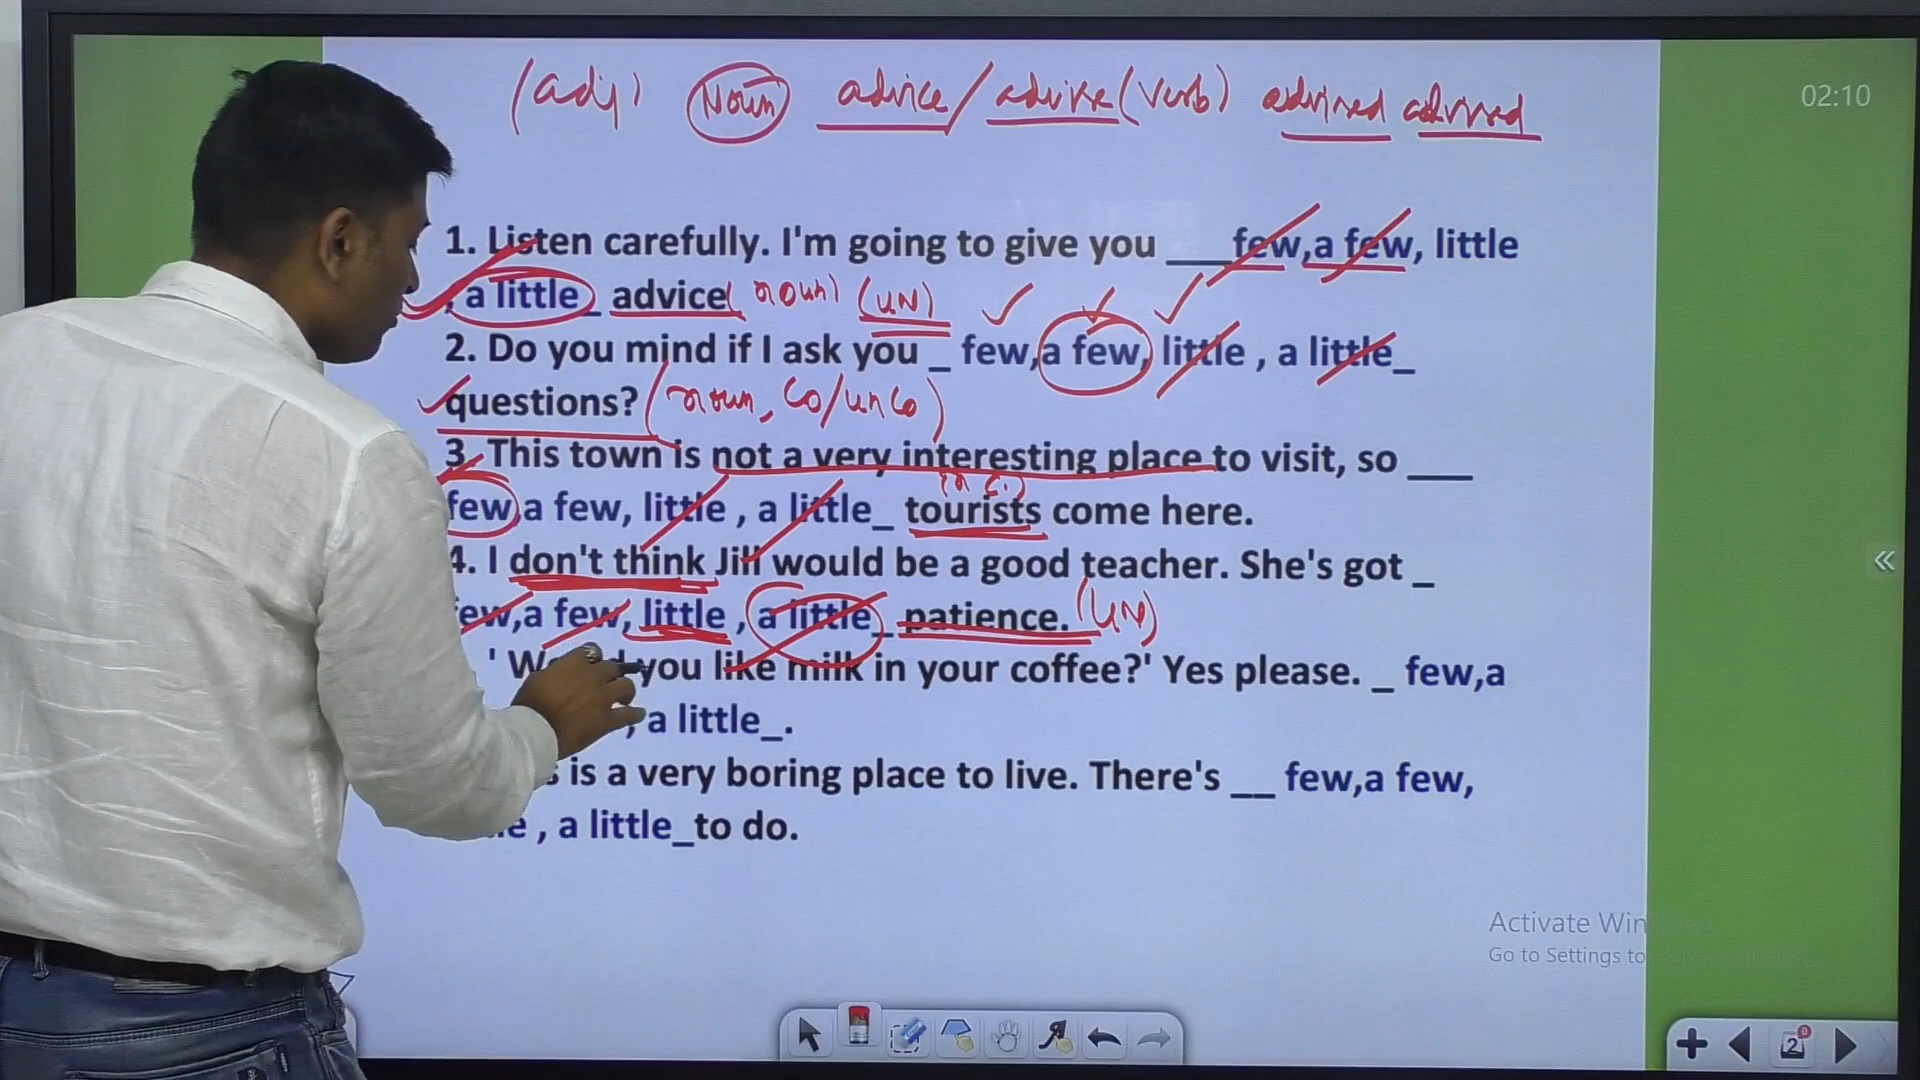 02:10
(adj) Noun advice / advise (verb) advised advised
1. Listen carefully. I'm going to give you ___few,a few, little
, a little_ advice( noun) (UN)
2. Do you mind if I ask you _ few,a few, little , a little_
questions? (noun, Co/unCo)
3. This town is not a very interesting place to visit, so ___
few,a few, little , a little_ tourists come here.
4. I don't think Jill would be a good teacher. She's got _
few,a few, little , a little_ patience. (UN)
' you like milk in your coffee?' Yes please. _ few,a
, a little_.
is a very boring place to live. There's __ few,a few,
, a little_to do.
Activate
Go to Settings to
2